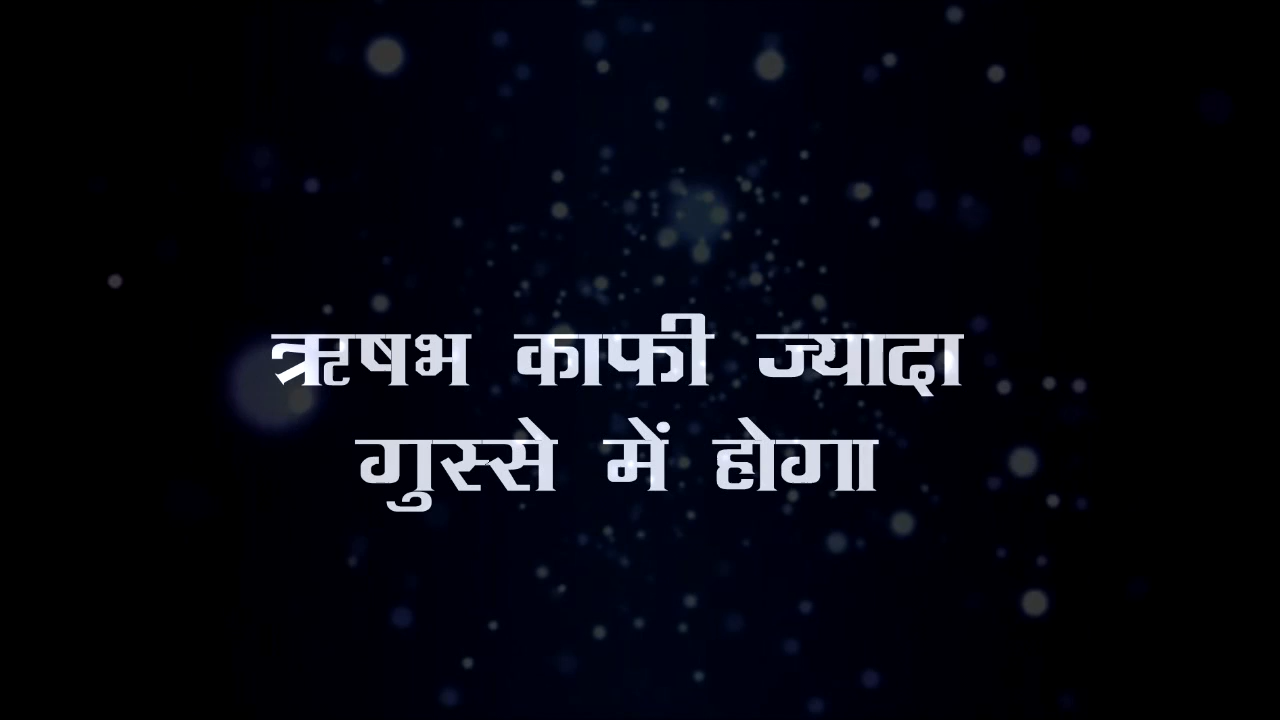 ऋषभ काफी ज्यादा
गुस्से में होगा